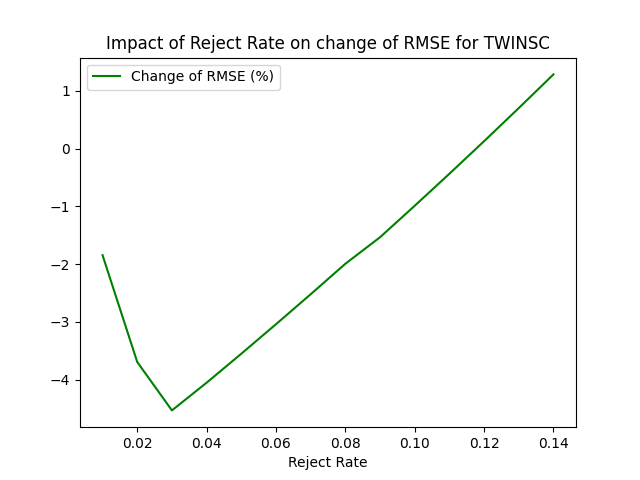 Impact of Reject Rate on change of RMSE for TWINSC
Change of RMSE (%)
1
0
−1
−2
−3
−4
0.02 0.04 0.06 0.08 0.10 0.12 0.14
Reject Rate